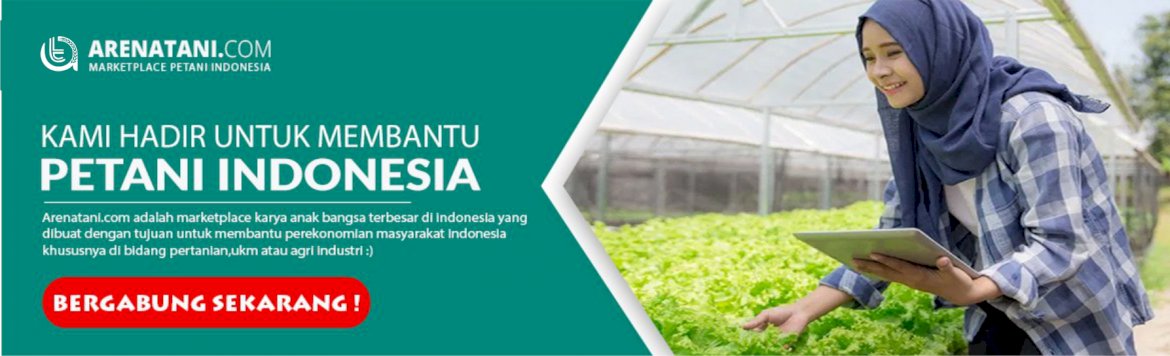 ARENATANI.COM
MARKETPLACE PETANI INDONESIA
KAMI HADIR UNTUK MEMBANTU
PETANI INDONESIA
Arenatani.com adalah marketplace karya anak bangsa terbesar di indonesia yang
dibuat dengan tujuan untuk membantu perekonomian masyarakat indonesia
khususnya di bidang pertanian,ukm atau agri industri :)
BERGABUNG SEKARANG !